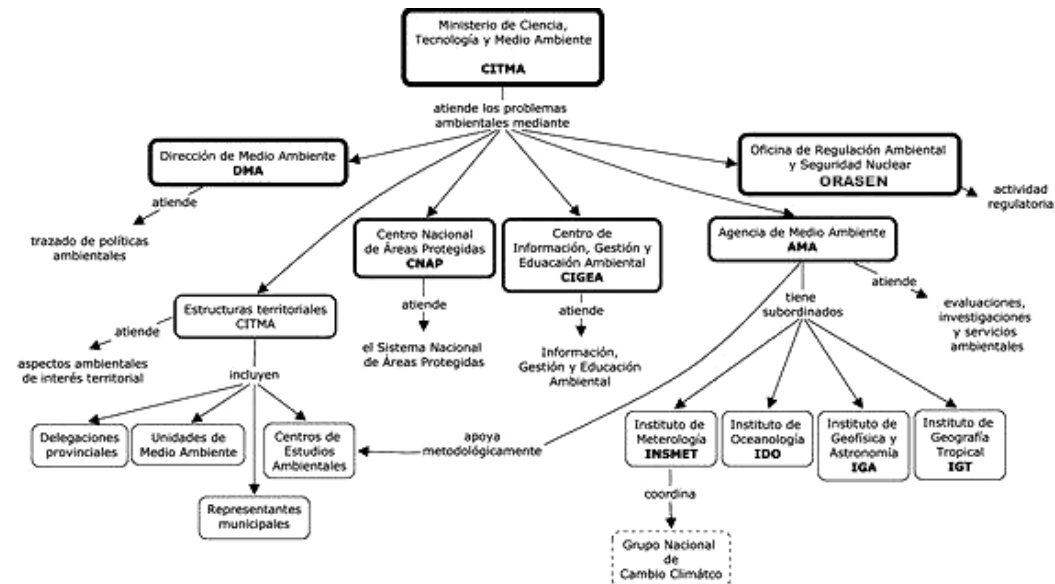 Ministerio de Ciencia,
Tecnología y Medio Ambiente
CITMA
atiende los problemas
ambientales mediante
Dirección de Medio Ambiente
DMA
atiende
trazado de políticas
ambientales
Oficina de Regulación Ambiental
y Seguridad Nuclear
ORASEN
actividad
regulatoria
Centro Nacional
de Áreas Protegidas
CNAP
atiende
el Sistema Nacional
de Áreas Protegidas
Centro de
Información, Gestión y
Eduacaión Ambiental
CIGEA
atiende
Información,
Gestión y Educación
Ambiental
Agencia de Medio Ambiente
AMA
atiende
evaluaciones,
investigaciones
y servicios
ambientales
tiene
subordinados
Estructuras territoriales
CITMA
atiende
aspectos ambientales
de interés territorial
incluyen
Delegaciones
provinciales
Unidades de
Medio Ambiente
Centros de
Estudios
Ambientales
Representantes
municipales
apoya
metodológicamente
Instituto de
Meterología
INSMET
Instituto de
Oceanología
IDO
Instituto de
Geofísica y
Astronomía
IGA
Instituto de
Geografía
Tropical
IGT
coordina
Grupo Nacional
de
Cambio Climátco